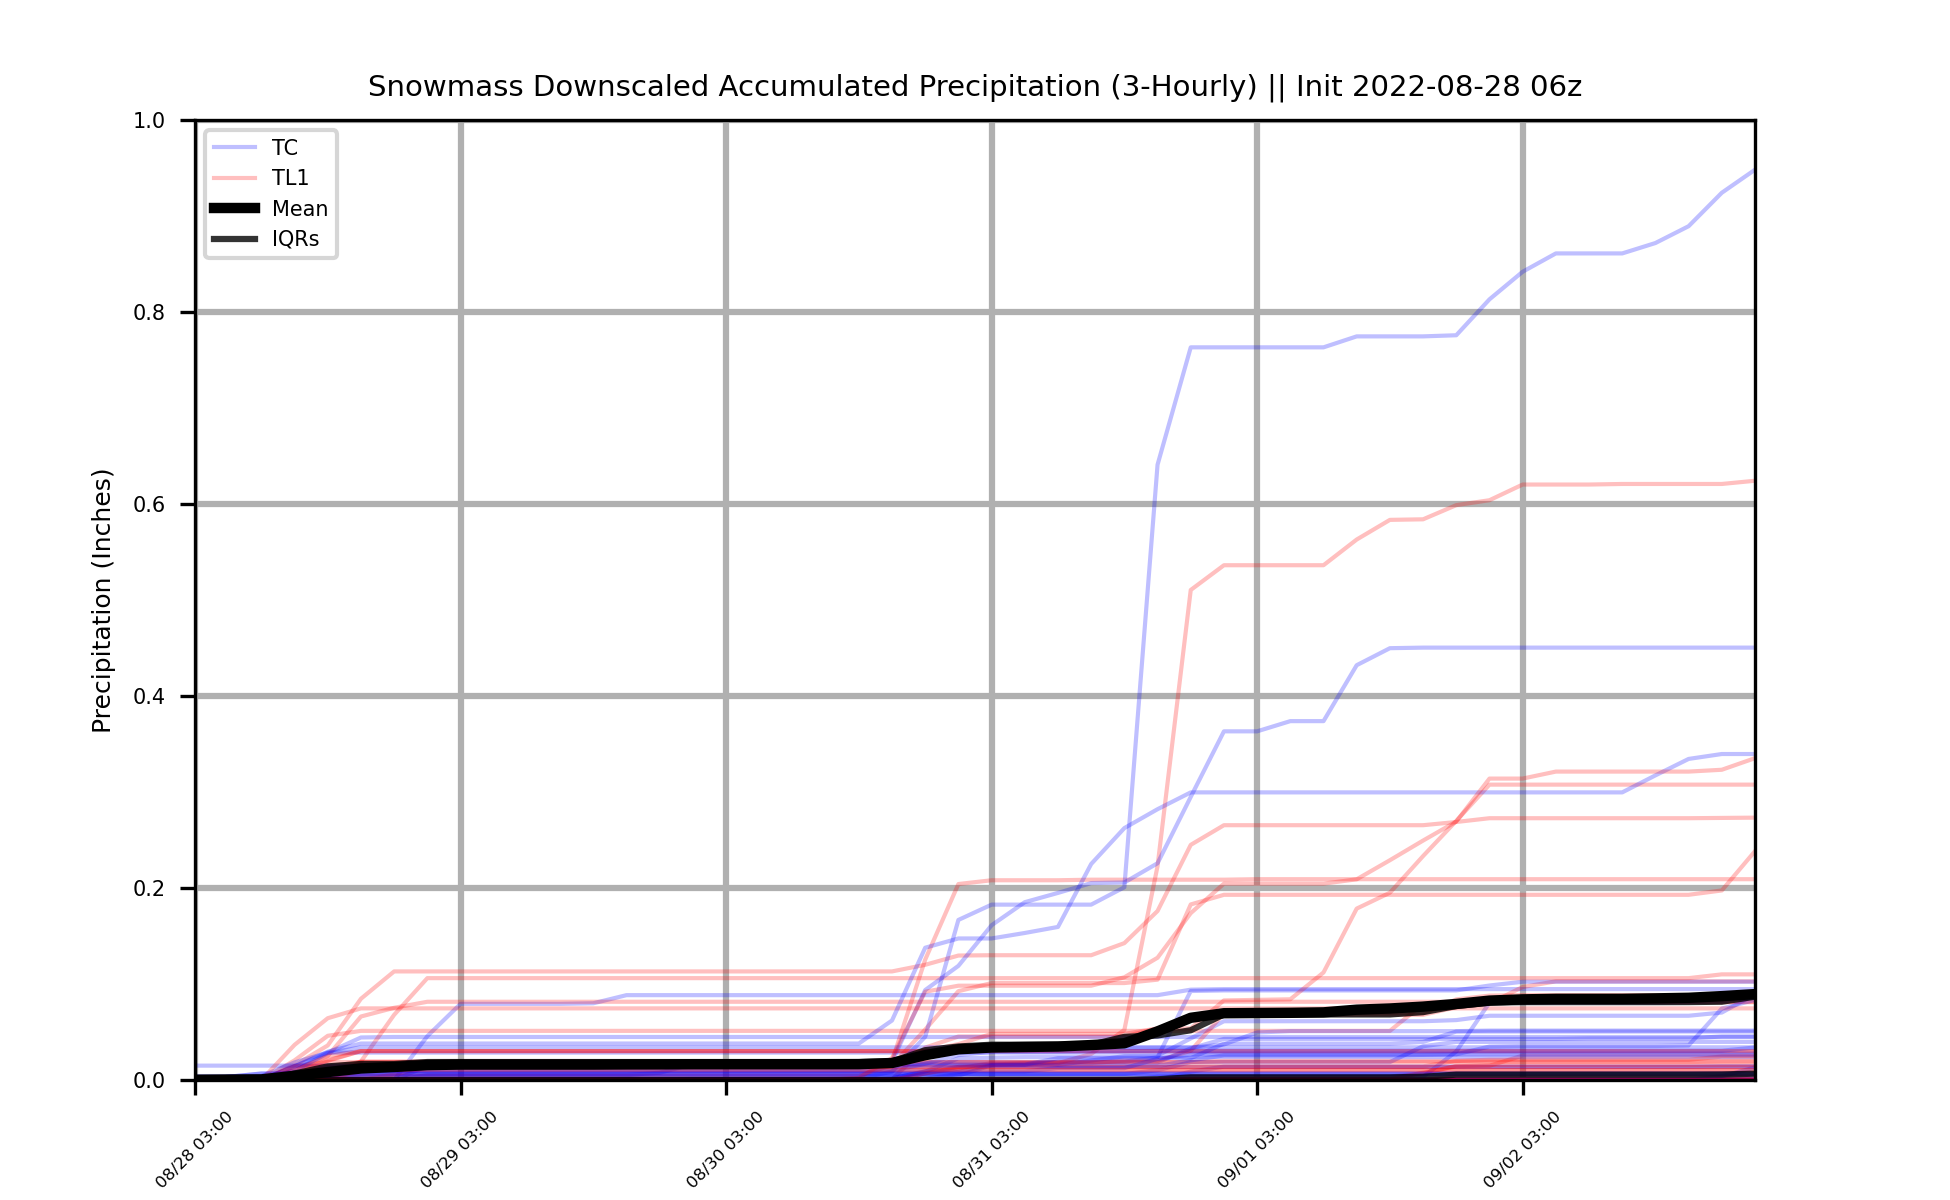 Snowmass Downscaled Accumulated Precipitation (3-Hourly) || Init 2022-08-28 06z
TC
TL1
Mean
IQRs
Precipitation (Inches)
1.0
0.8
0.6
0.4
0.2
0.0
08/28 03:00
08/29 03:00
08/30 03:00
08/31 03:00
09/01 03:00
09/02 03:00